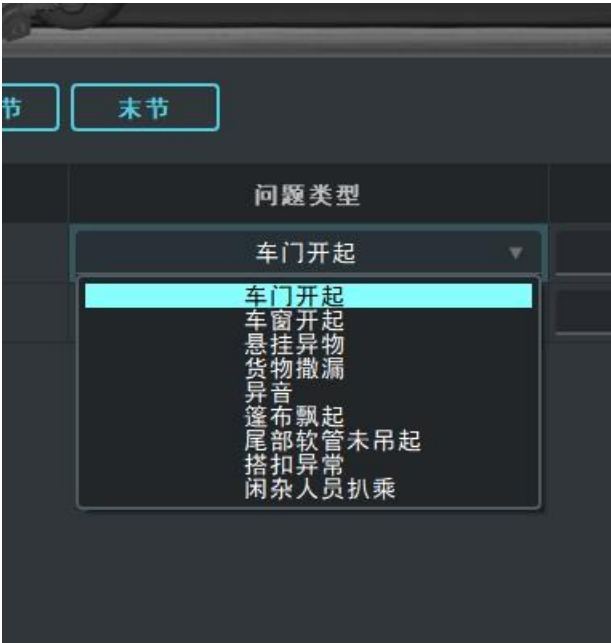 节
末节
问题类型
车门开起
车门开起
车窗开起
悬挂异物
货物撒漏
异音
篷布飘起
尾部软管未吊起
搭扣异常
闲杂人员扒乘